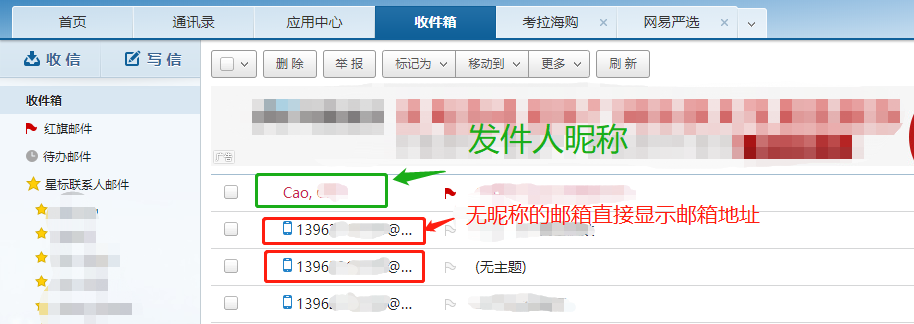 首页 通讯录 应用中心 收件箱 考拉海购 × 网易严选 ×
收信 写信 删除 举报 标记为 移动到 更多 刷新
收件箱
红旗邮件
待办邮件
星标联系人邮件
广告
发件人昵称
Cao,
无昵称的邮箱直接显示邮箱地址
1396 @...
1396 @... (无主题)
1396 @...